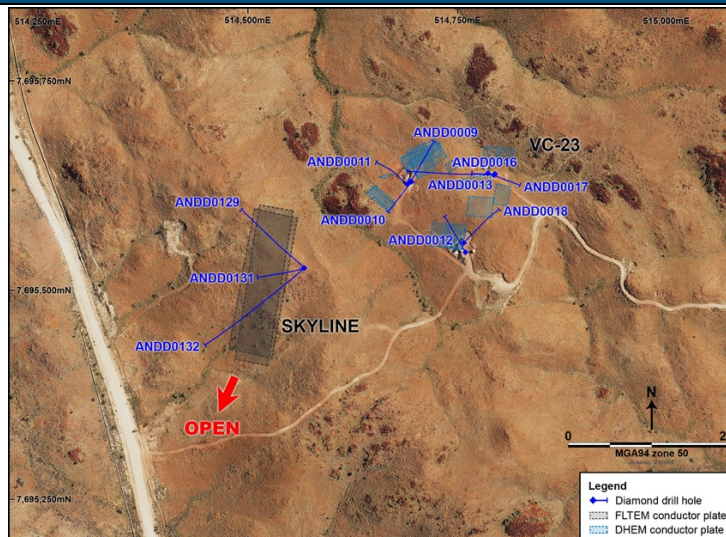 514,250mE
514,500mE
514,750mE
515,000mE
7,695,750mN
ANDD0009
VC-23
ANDD0011
ANDD0016
ANDD0013
ANDD0017
ANDD0129
ANDD0010
ANDD0018
ANDD0012
ANDD0131
7,695,500mN
SKYLINE
ANDD0132
N
OPEN
0
MGA94 zone 50
7,695,250mN
Legend
Diamond drill hole
FLTEM conductor plate
DHEM conductor plate